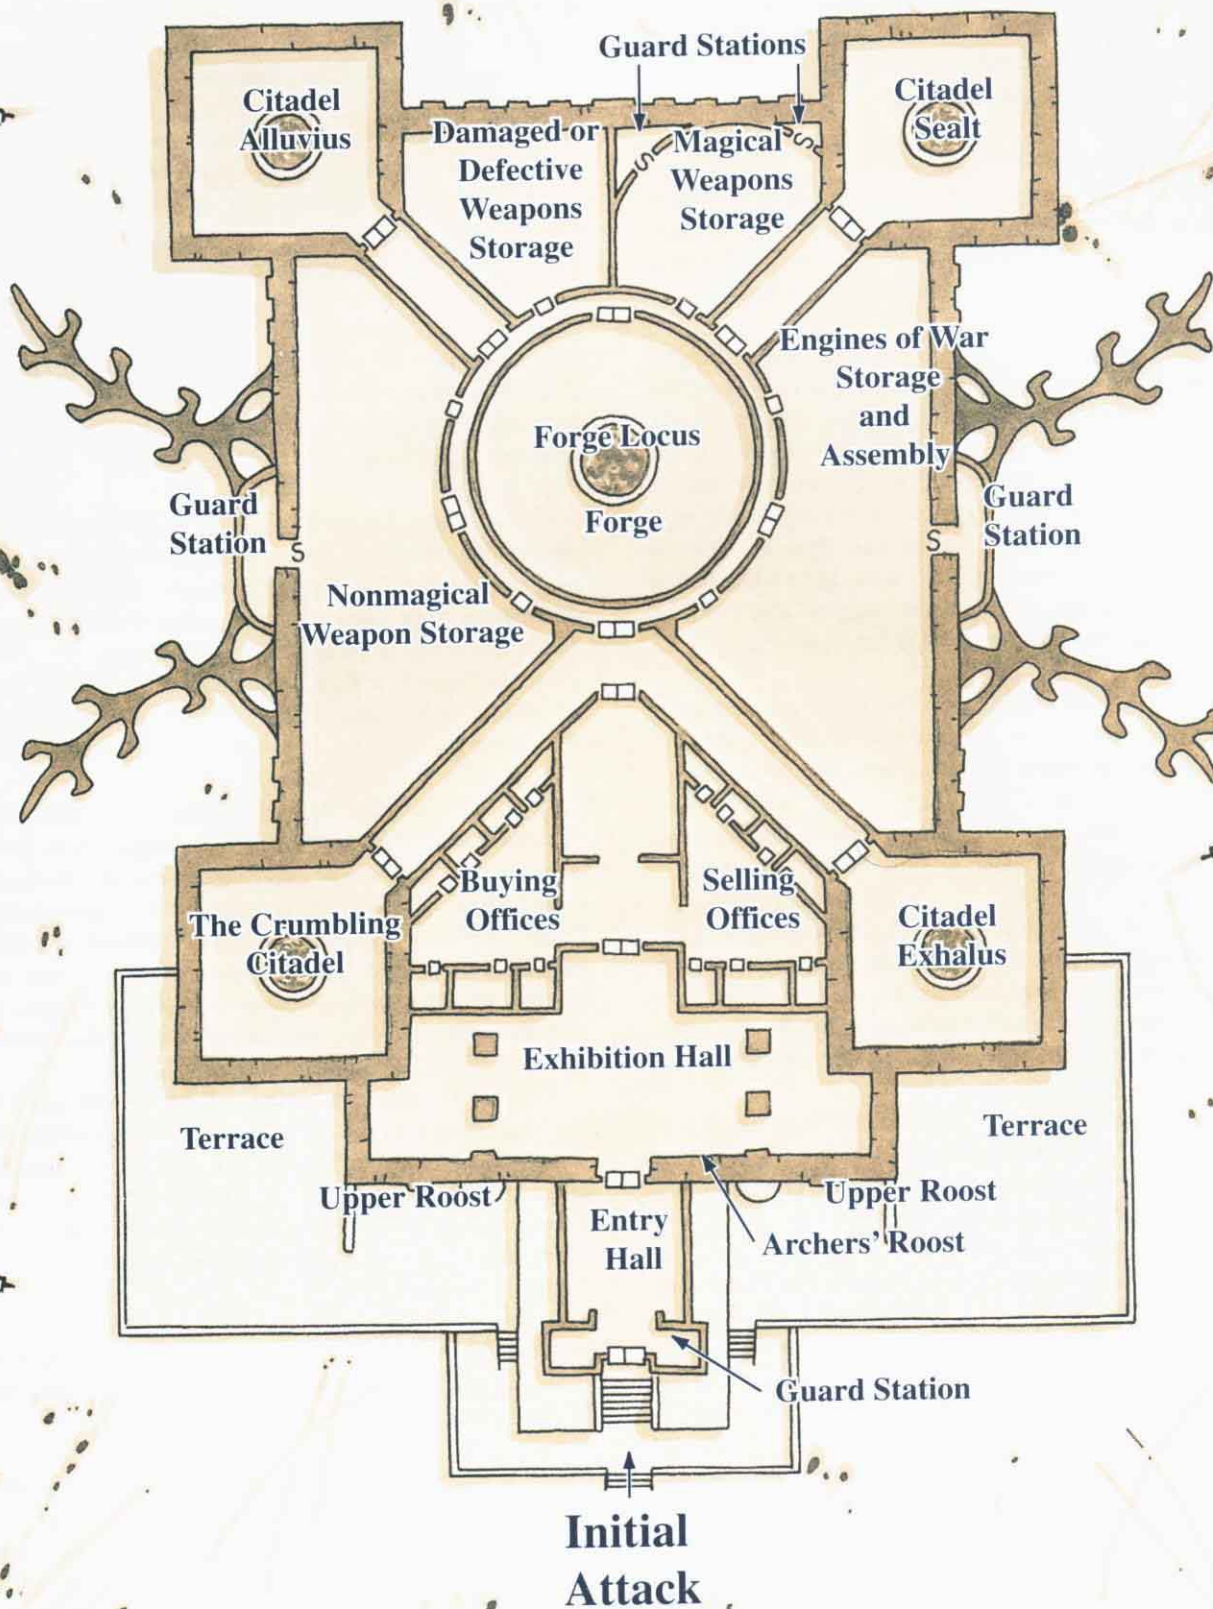 Guard Stations
Citadel
Alluvius
Citadel
Sealt
Damaged or
Defective
Weapons
Storage
Magical
Weapons
Storage
S
S
Engines of War
Storage
and
Assembly
Forge Locus
Forge
Guard
Station
S
Guard
Station
S
Nonmagical
Weapon Storage
Buying
Offices
Selling
Offices
The Crumbling
Citadel
Citadel
Exhalus
Exhibition Hall
Terrace
Terrace
Upper Roost
Upper Roost
Entry
Hall
Archers' Roost
Guard Station
Initial
Attack